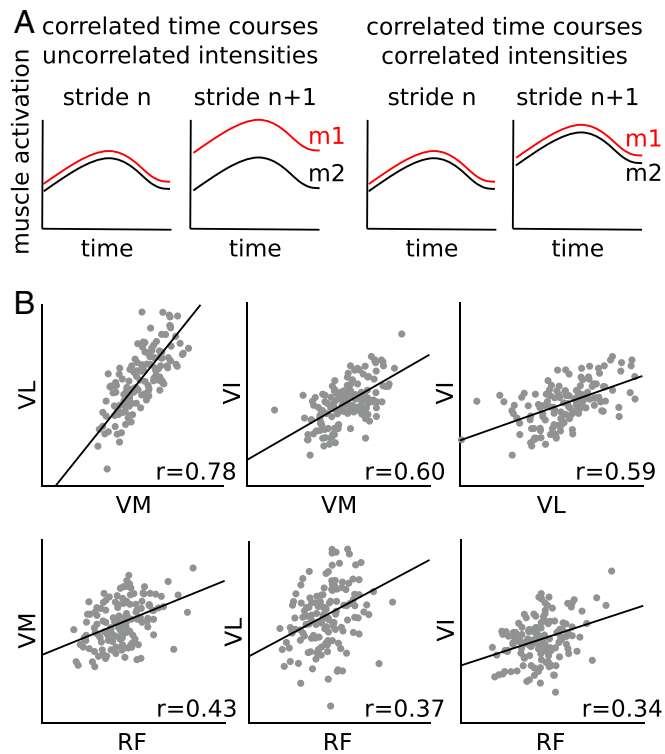 A
correlated time courses
uncorrelated intensities
correlated time courses
correlated intensities
muscle activation
stride n
stride n+1
stride n
stride n+1
m1
m2
m1
m2
time
time
time
time
B
VL
r=0.78
VM
VI
r=0.60
VM
VI
r=0.59
VL
VM
r=0.43
RF
VL
r=0.37
RF
VI
r=0.34
RF